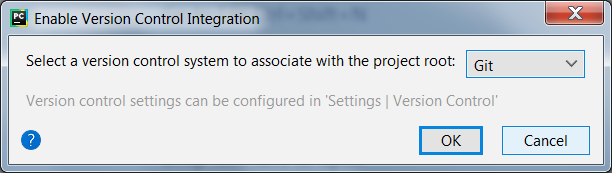 PC
Enable Version Control Integration
Select a version control system to associate with the project root:
Git
Version control settings can be configured in 'Settings | Version Control'
?
OK
Cancel